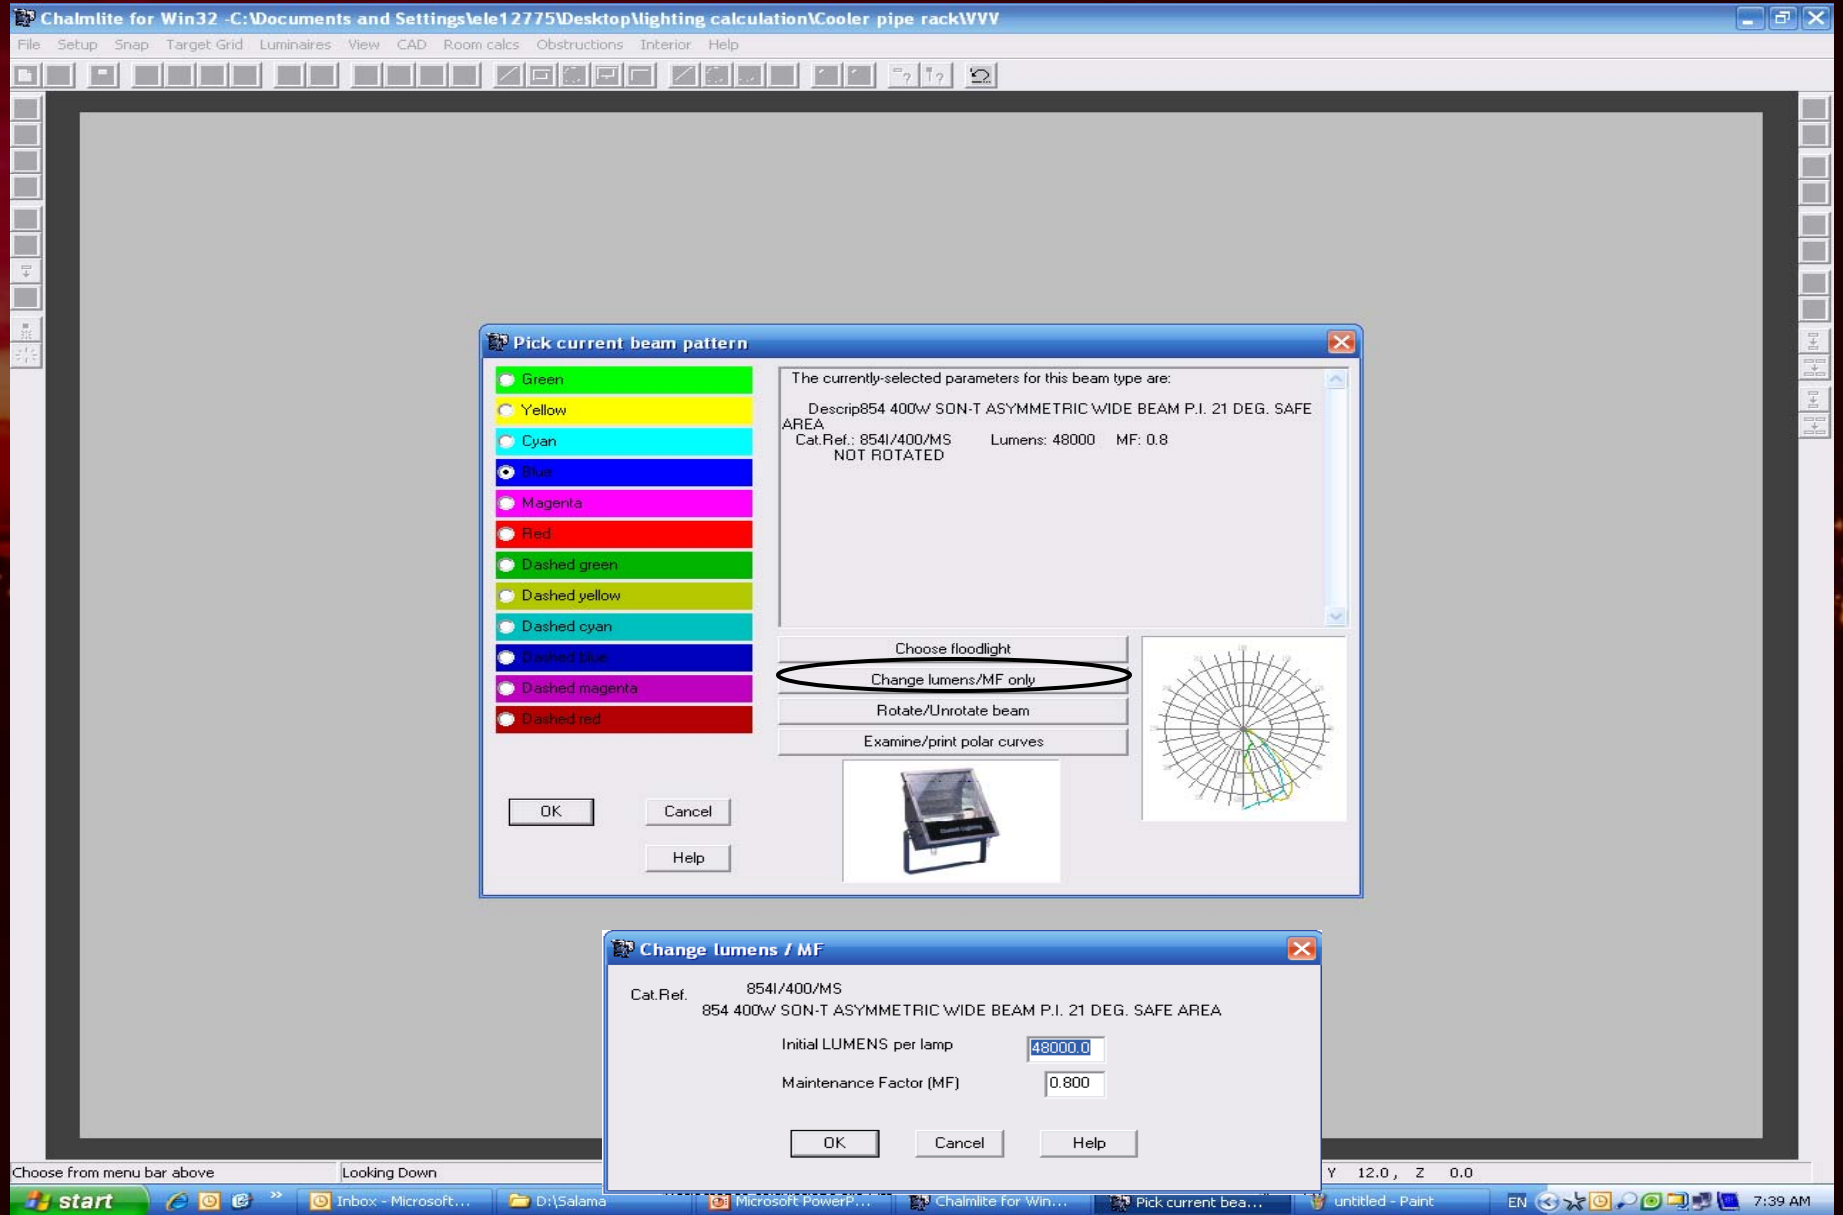 Chalmlite for Win32 -C:\Documents and Settings\ele12775\Desktop\lighting calculation\Cooler pipe rack\VVV
File Setup Snap Target Grid Luminaires View CAD Room calcs Obstructions Interior Help
Pick current beam pattern
Green
Yellow
Cyan
Blue
Magenta
Red
Dashed green
Dashed yellow
Dashed cyan
Dashed blue
Dashed magenta
Dashed red
The currently-selected parameters for this beam type are:
Descrip854 400W SON-T ASYMMETRIC WIDE BEAM P.I. 21 DEG. SAFE
AREA
Cat.Ref.: 854I/400/MS Lumens: 48000 MF: 0.8
NOT ROTATED
Choose floodlight
Change lumens/MF only
Rotate/Unrotate beam
Examine/print polar curves
OK Cancel
Help
Change lumens / MF
Cat.Ref. 854I/400/MS
854 400W SON-T ASYMMETRIC WIDE BEAM P.I. 21 DEG. SAFE AREA
Initial LUMENS per lamp 48000.0
Maintenance Factor (MF) 0.800
OK Cancel Help
Choose from menu bar above Looking Down Y 12.0 , Z 0.0
start Inbox - Microsoft... D:\Salama Microsoft PowerP... Chalmlite for Win... Pick current bea... untitled - Paint EN 7:39 AM